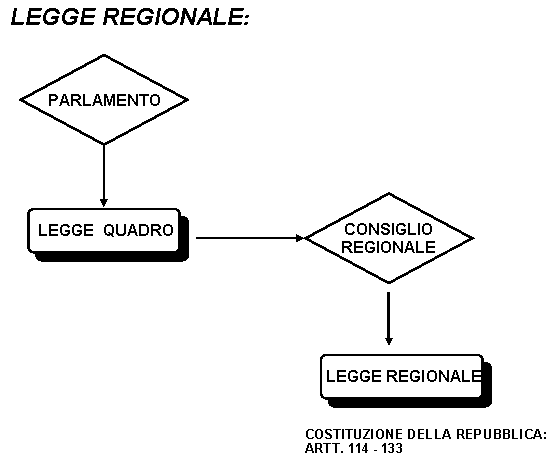 LEGGE REGIONALE:
PARLAMENTO
LEGGE QUADRO
CONSIGLIO
REGIONALE
LEGGE REGIONALE
COSTITUZIONE DELLA REPUBBLICA:
ARTT. 114 - 133